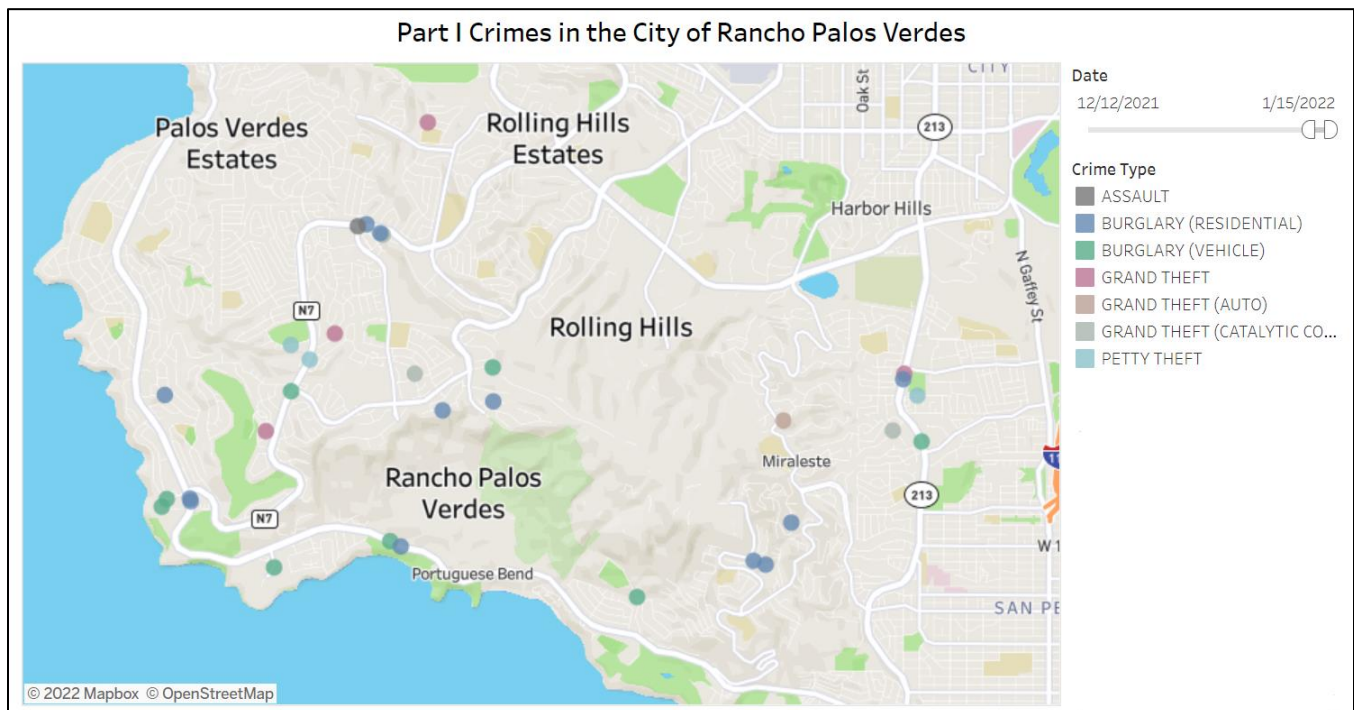 Part I Crimes in the City of Rancho Palos Verdes
Date
12/12/2021 1/15/2022
Crime Type
ASSAULT
BURGLARY (RESIDENTIAL)
BURGLARY (VEHICLE)
GRAND THEFT
GRAND THEFT (AUTO)
GRAND THEFT (CATALYTIC CO...
PETTY THEFT
CITY
Oak St
213
Palos Verdes
Estates
Rolling Hills
Estates
Harbor Hills
N Gaffey St
N7
Rolling Hills
Miraleste
Rancho Palos
Verdes
213
N7
W 1
Portuguese Bend
SAN PE
11
© 2022 Mapbox © OpenStreetMap